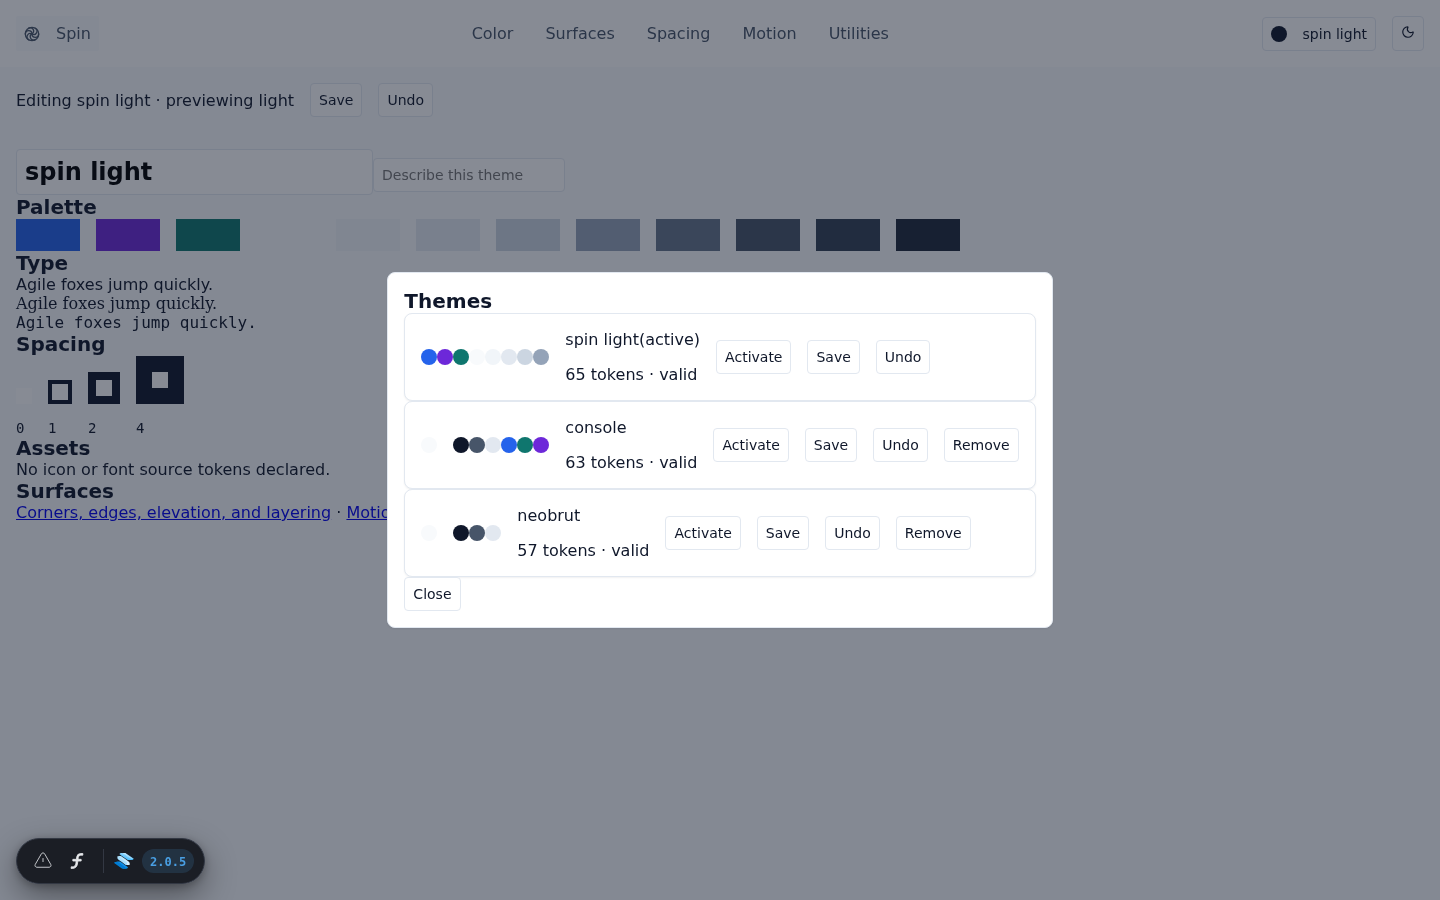 Spin
Color
Surfaces
Spacing
Motion
Utilities
spin light
Editing spin light · previewing light
Save
Undo
spin light
Describe this theme
Palette
Type
Agile foxes jump quickly.
Agile foxes jump quickly.
Agile foxes jump quickly.
Spacing
0 1 2 4
Assets
No icon or font source tokens declared.
Surfaces
Corners, edges, elevation, and layering · Motio
Themes
spin light(active)
65 tokens · valid
Activate
Save
Undo
console
63 tokens · valid
Activate
Save
Undo
Remove
neobrut
57 tokens · valid
Activate
Save
Undo
Remove
Close
2.0.5